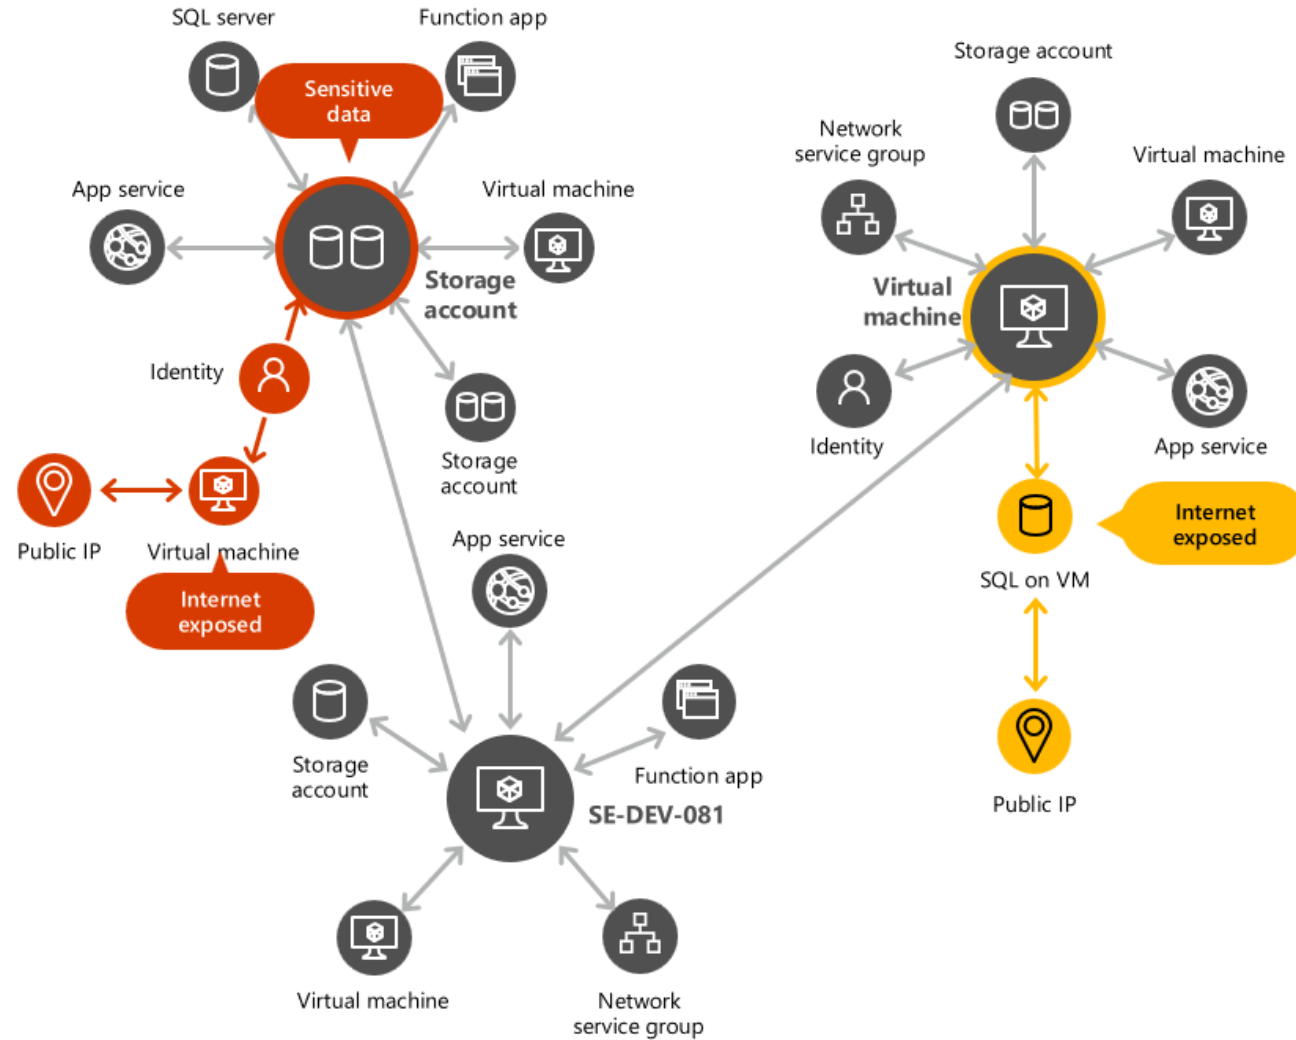 SQL server
Function app
Sensitive
data
App service
Virtual machine
Storage
account
Identity
Storage
account
Public IP
Virtual machine
Internet
exposed
App service
Storage
account
Function app
SE-DEV-081
Virtual machine
Network
service group
Storage account
Network
service group
Virtual machine
Virtual
machine
Identity
App service
Internet
exposed
SQL on VM
Public IP